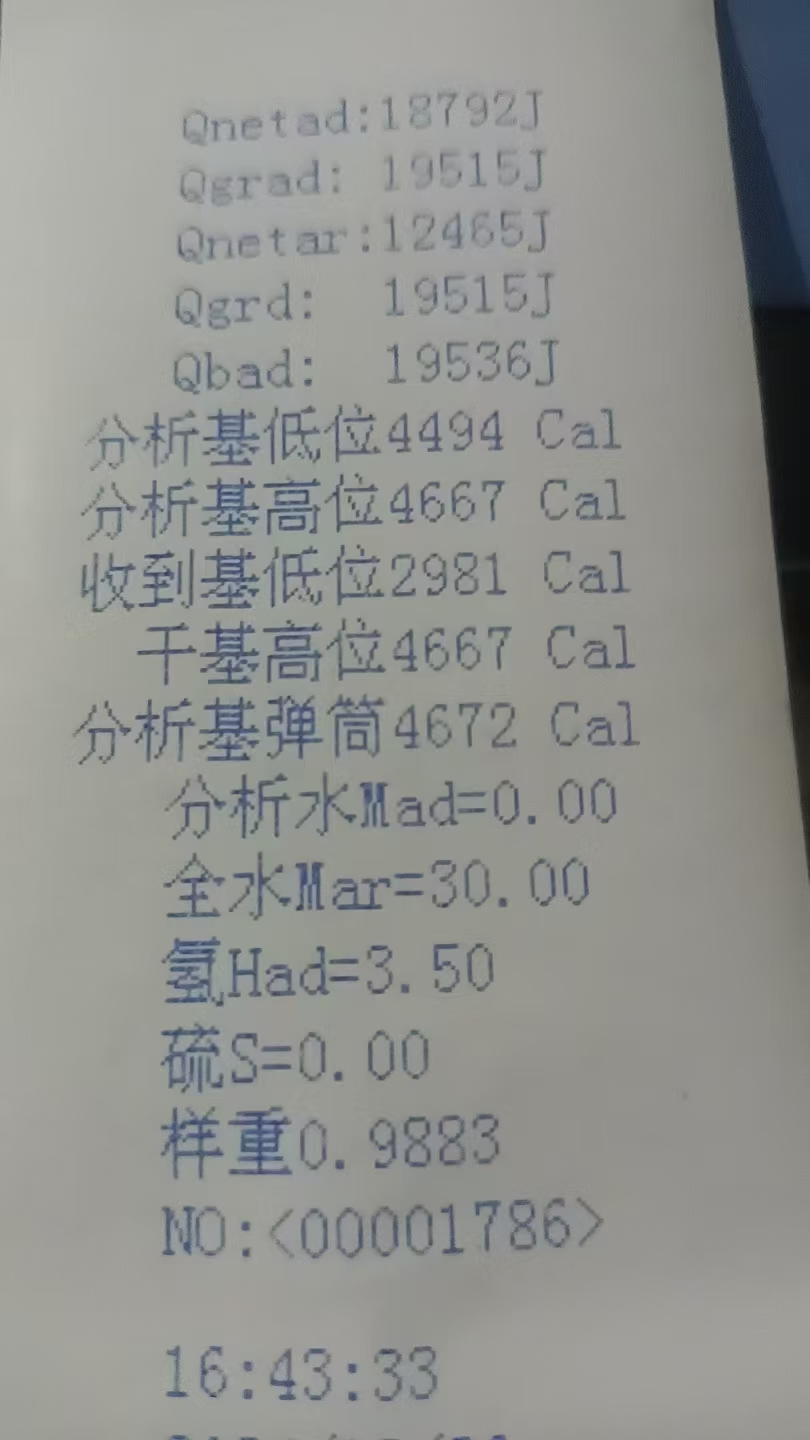 Qnetad:18792J
Qgrad: 19515J
Qnetar:12465J
Qgrd: 19515J
Qbad: 19536J
分析基低位4494 Cal
分析基高位4667 Cal
收到基低位2981 Cal
干基高位4667 Cal
分析基弹筒4672 Cal
分析水Mad=0.00
全水Mar=30.00
氢Had=3.50
硫S=0.00
样重0.9883
NO:<00001786>
16:43:33